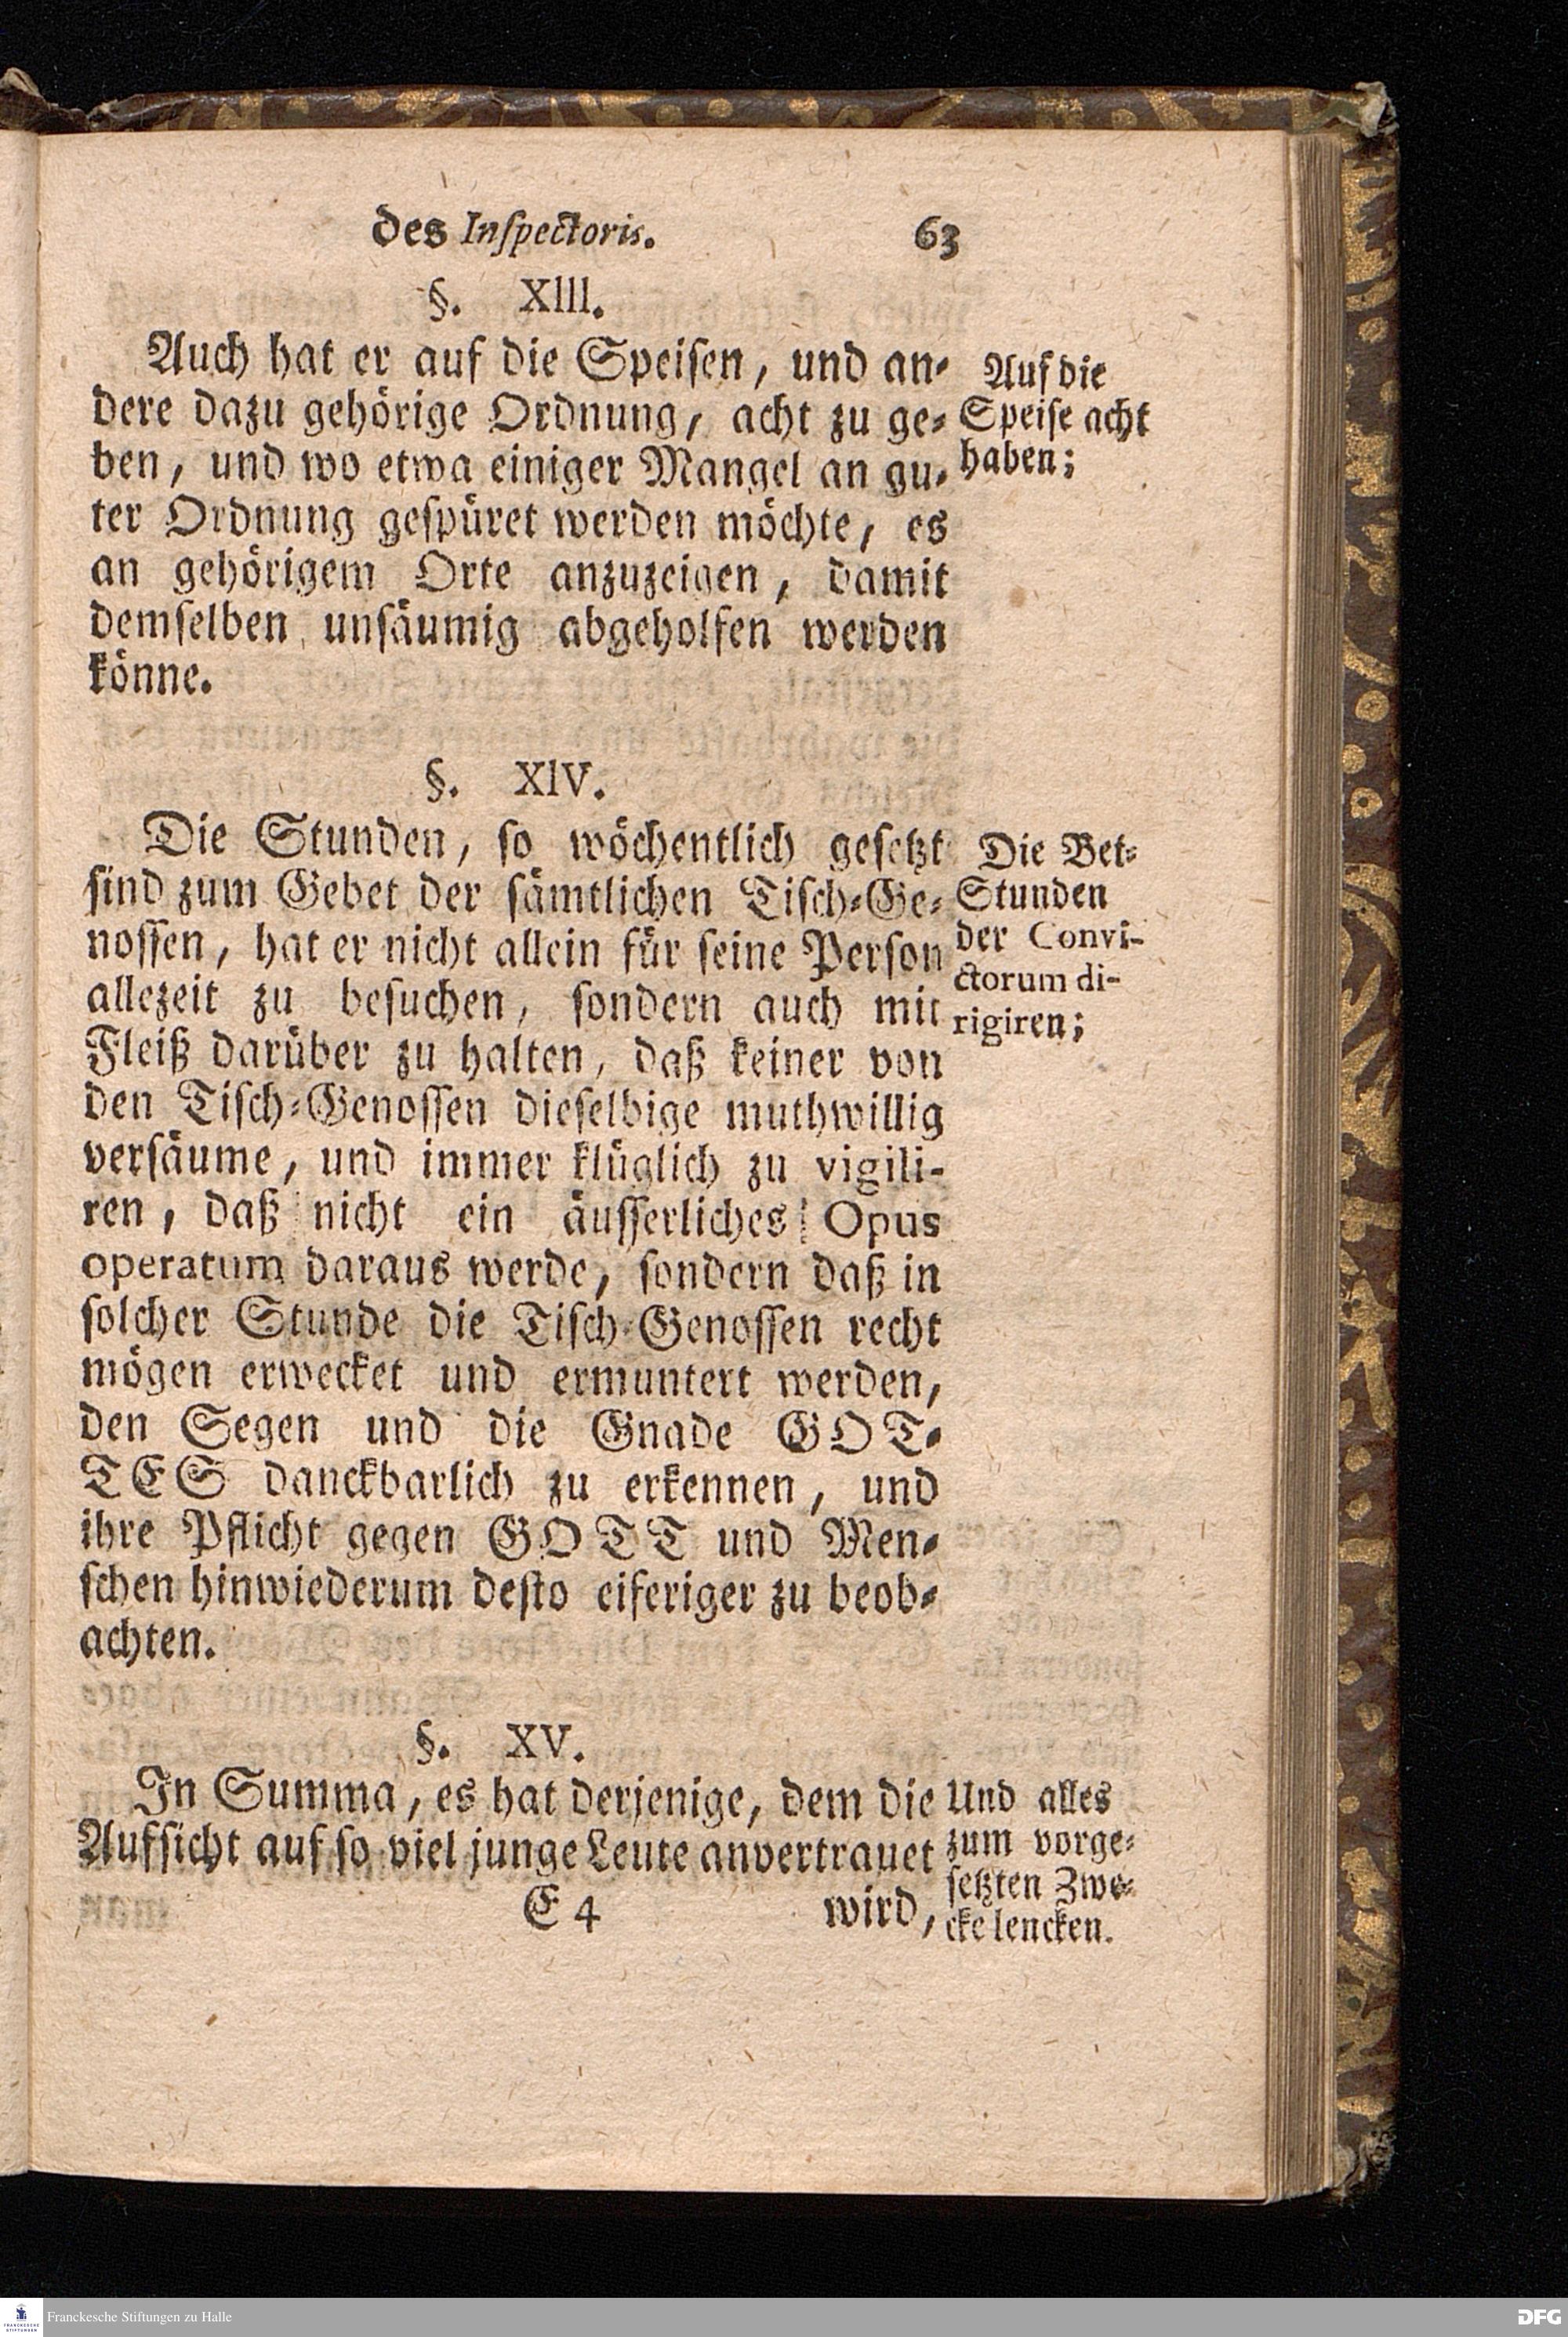 des Inspectoris. 63
§. XIII.
Auch hat er auf die Speisen, und an-
dere dazu gehörige Ordnung, acht zu ge-
ben, und wo etwa einiger Mangel an gu-
ter Ordnung gespüret werden möchte, es
an gehörigem Orte anzuzeigen, damit
demselben unsäumig abgeholfen werden
könne.
Auf die
Speise acht
haben;
§. XIV.
Die Stunden, so wöchentlich gesetzt
sind zum Gebet der sämtlichen Tisch-Ge-
nossen, hat er nicht allein für seine Person
allezeit zu besuchen, sondern auch mit
Fleiß darüber zu halten, daß keiner von
den Tisch-Genossen dieselbige muthwillig
versäume, und immer klüglich zu vigili-
ren, daß nicht ein äusserliches Opus
operatum daraus werde, sondern daß in
solcher Stunde die Tisch-Genossen recht
mögen erwecket und ermuntert werden,
den Segen und die Gnade GOT-
TES danckbarlich zu erkennen, und
ihre Pflicht gegen GOTT und Men-
schen hinwiederum desto eiferiger zu beob-
achten.
Die Bet-
Stunden
der Convi-
ctorum di-
rigiren;
§. XV.
In Summa, es hat derjenige, dem die
Aufsicht auf so viel junge Leute anvertrauet
E 4 wird,
Und alles
zum vorge-
setzten Zwe-
cke lencken.
FRANCKESCHE
STIFTUNGEN
Franckesche Stiftungen zu Halle
DFG